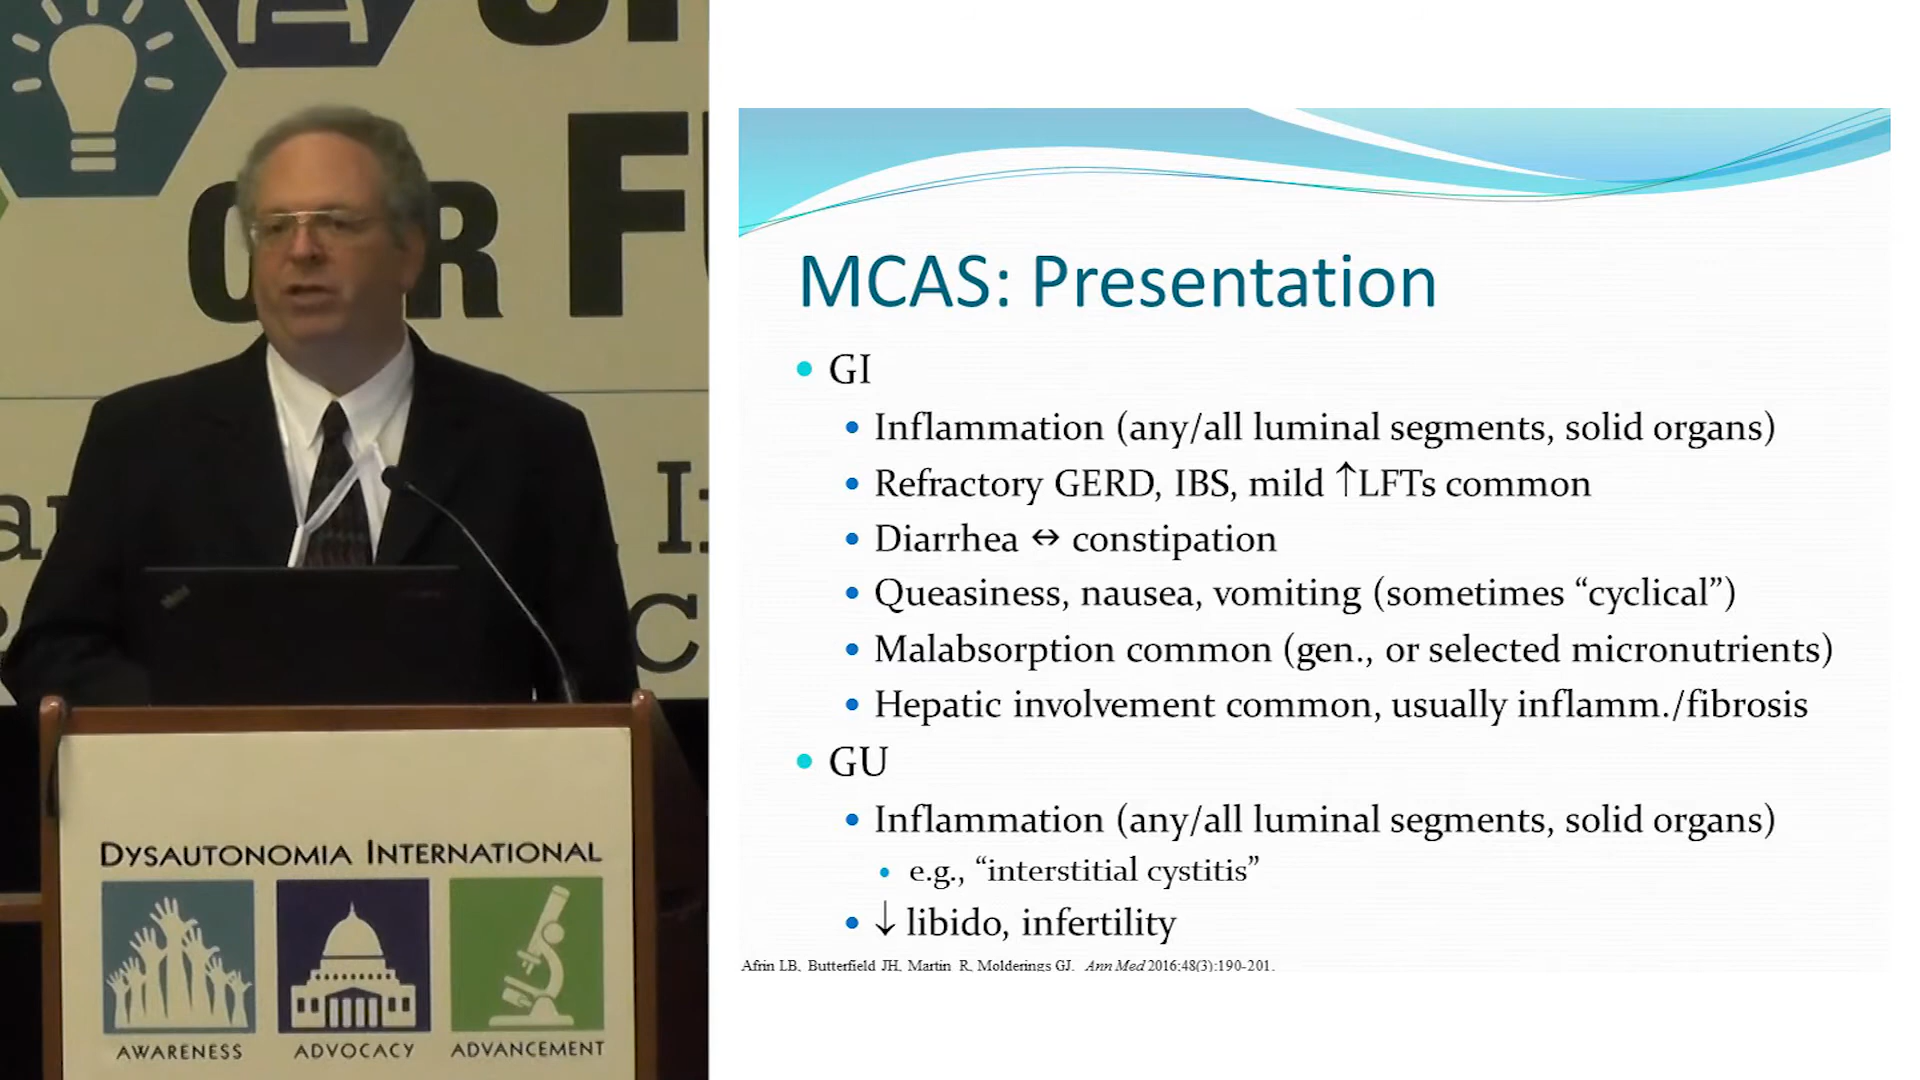 OUR
MCAS: Presentation
GI
Inflammation (any/all luminal segments, solid organs)
Refractory GERD, IBS, mild ↑LFTs common
Diarrhea ↔ constipation
Queasiness, nausea, vomiting (sometimes “cyclical”)
Malabsorption common (gen., or selected micronutrients)
Hepatic involvement common, usually inflamm./fibrosis
GU
Inflammation (any/all luminal segments, solid organs)
e.g., “interstitial cystitis”
↓ libido, infertility
Afrin LB, Butterfield JH, Martin R, Molderings GJ. Ann Med 2016;48(3):190-201.
DYSAUTONOMIA INTERNATIONAL
AWARENESS ADVOCACY ADVANCEMENT